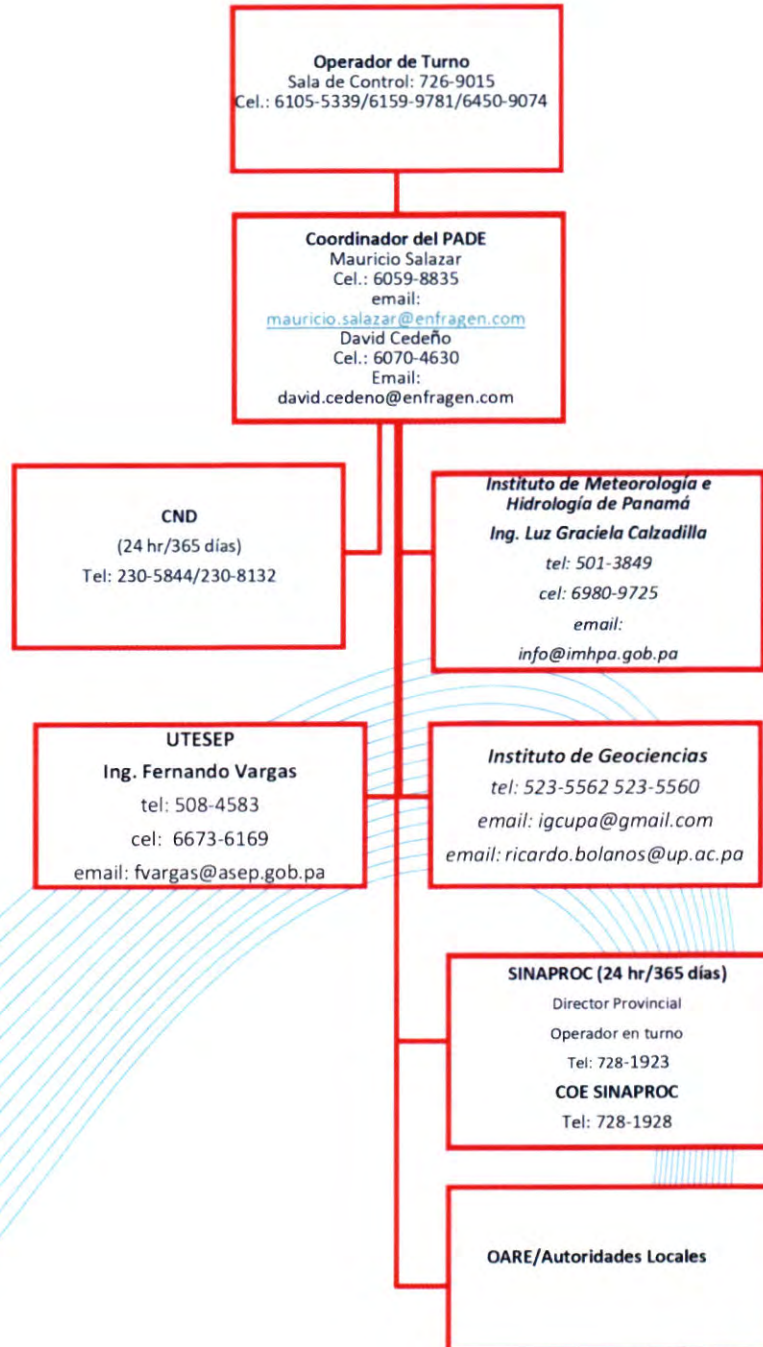 Operador de Turno
Sala de Control: 726-9015
Cel.: 6105-5339/6159-9781/6450-9074
Coordinador del PADE
Mauricio Salazar
Cel.: 6059-8835
email:
mauricio.salazar@enfragen.com
David Cedeño
Cel.: 6070-4630
Email:
david.cedeno@enfragen.com
CND
(24 hr/365 días)
Tel: 230-5844/230-8132
Instituto de Meteorología e
Hidrología de Panamá
Ing. Luz Graciela Calzadilla
tel: 501-3849
cel: 6980-9725
email:
info@imhpa.gob.pa
UTESEP
Ing. Fernando Vargas
tel: 508-4583
cel: 6673-6169
email: fvargas@asep.gob.pa
Instituto de Geociencias
tel: 523-5562 523-5560
email: igcupa@gmail.com
email: ricardo.bolanos@up.ac.pa
SINAPROC (24 hr/365 días)
Director Provincial
Operador en turno
Tel: 728-1923
COE SINAPROC
Tel: 728-1928
OARE/Autoridades Locales